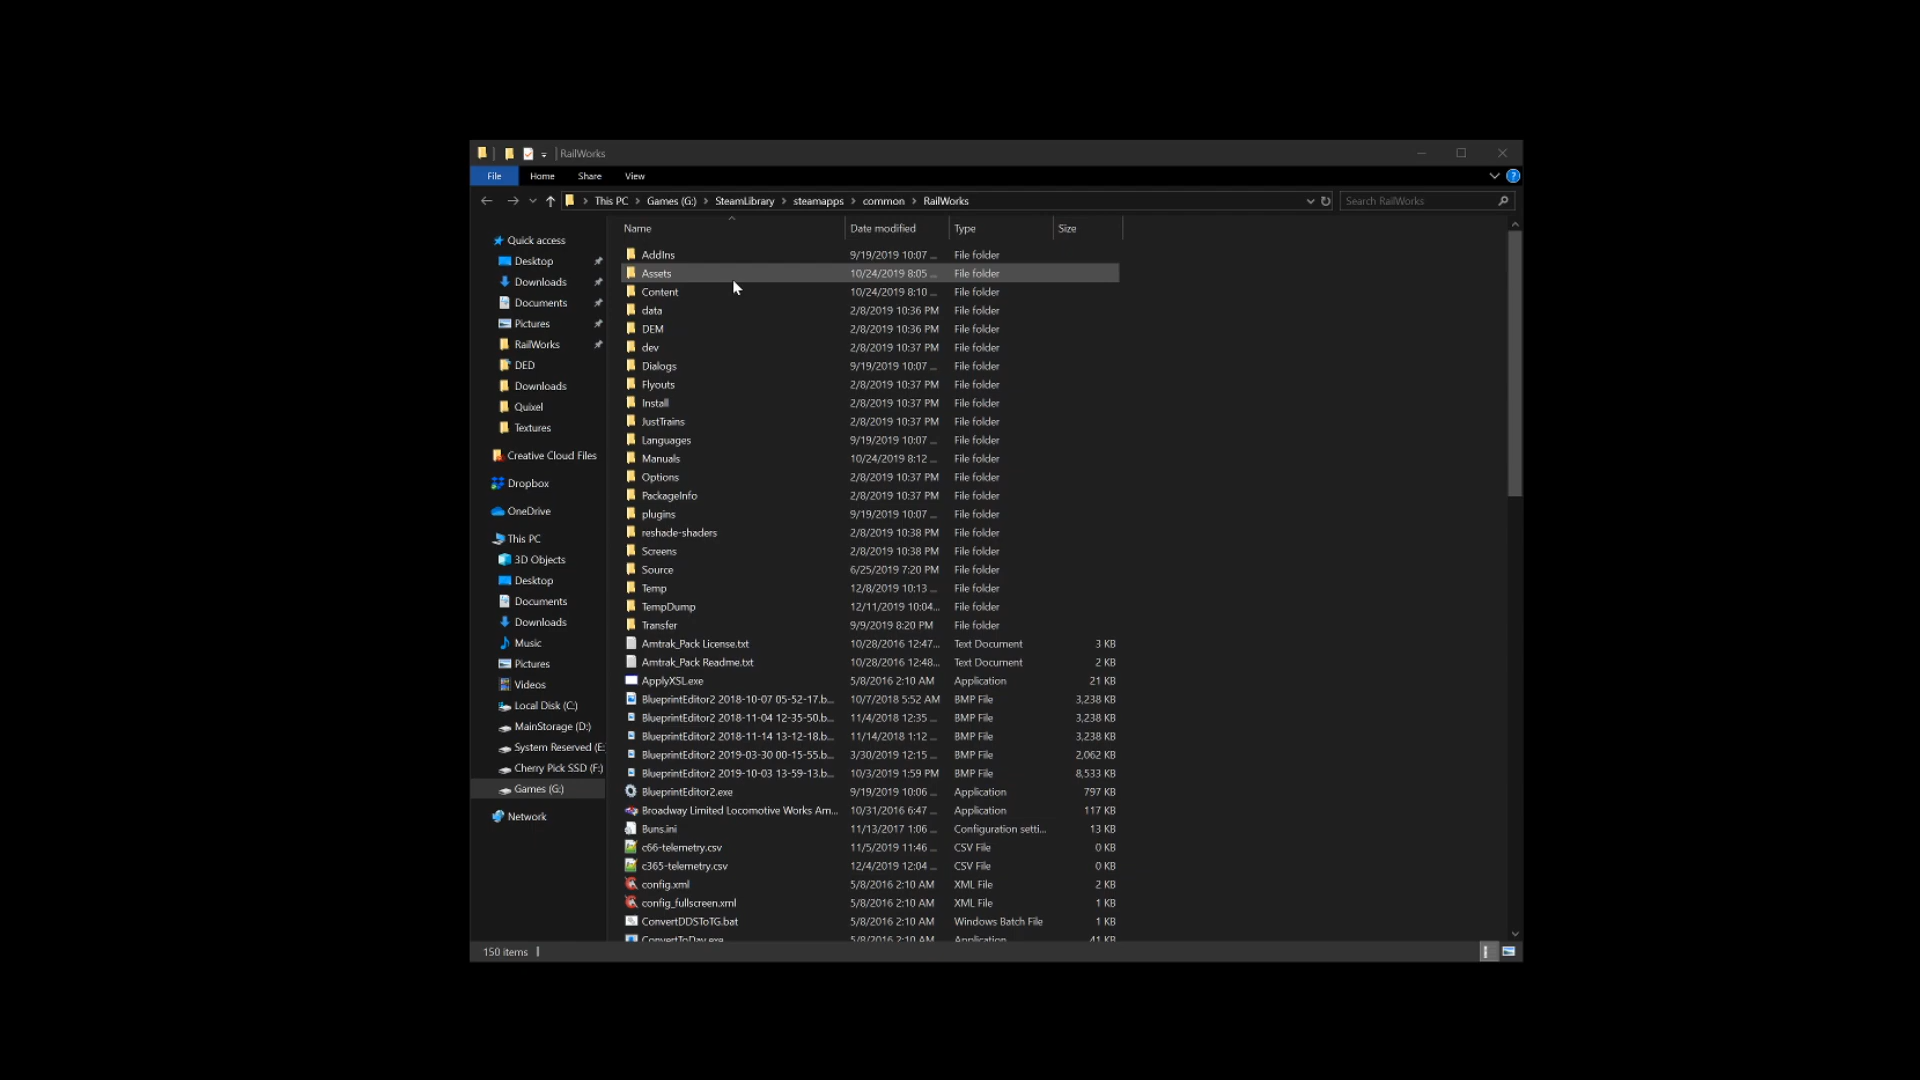 RailWorks
File Home Share View
This PC Games (G:) SteamLibrary steamapps common RailWorks Search RailWorks
Name Date modified Type Size
Quick access
Desktop
Downloads
Documents
Pictures
RailWorks
DED
Downloads
Quixel
Textures
Creative Cloud Files
Dropbox
OneDrive
This PC
3D Objects
Desktop
Documents
Downloads
Music
Pictures
Videos
Local Disk (C:)
MainStorage (D:)
System Reserved (E:
Cherry Pick SSD (F:)
Games (G:)
Network
AddIns 9/19/2019 10:07 ... File folder
Assets 10/24/2019 8:05 ... File folder
Content 10/24/2019 8:10 ... File folder
data 2/8/2019 10:36 PM File folder
DEM 2/8/2019 10:36 PM File folder
dev 2/8/2019 10:37 PM File folder
Dialogs 9/19/2019 10:07 ... File folder
Flyouts 2/8/2019 10:37 PM File folder
Install 2/8/2019 10:37 PM File folder
JustTrains 2/8/2019 10:37 PM File folder
Languages 9/19/2019 10:07 ... File folder
Manuals 10/24/2019 8:12 ... File folder
Options 2/8/2019 10:37 PM File folder
PackageInfo 2/8/2019 10:37 PM File folder
plugins 9/19/2019 10:07 ... File folder
reshade-shaders 2/8/2019 10:38 PM File folder
Screens 2/8/2019 10:38 PM File folder
Source 6/25/2019 7:20 PM File folder
Temp 12/8/2019 10:13 ... File folder
TempDump 12/11/2019 10:04... File folder
Transfer 9/9/2019 8:20 PM File folder
Amtrak_Pack License.txt 10/28/2016 12:47... Text Document 3 KB
Amtrak_Pack Readme.txt 10/28/2016 12:48... Text Document 2 KB
ApplyXSL.exe 5/8/2016 2:10 AM Application 21 KB
BlueprintEditor2 2018-10-07 05-52-17.b... 10/7/2018 5:52 AM BMP File 3,238 KB
BlueprintEditor2 2018-11-04 12-35-50.b... 11/4/2018 12:35 ... BMP File 3,238 KB
BlueprintEditor2 2018-11-14 13-12-18.b... 11/14/2018 1:12 ... BMP File 3,238 KB
BlueprintEditor2 2019-03-30 00-15-55.b... 3/30/2019 12:15 ... BMP File 2,062 KB
BlueprintEditor2 2019-10-03 13-59-13.b... 10/3/2019 1:59 PM BMP File 8,533 KB
BlueprintEditor2.exe 9/19/2019 10:06 ... Application 797 KB
Broadway Limited Locomotive Works Am... 10/31/2016 6:47 ... Application 117 KB
Buns.ini 11/13/2017 1:06 ... Configuration setti... 13 KB
c66-telemetry.csv 11/5/2019 11:46 ... CSV File 0 KB
c365-telemetry.csv 12/4/2019 12:04 ... CSV File 0 KB
config.xml 5/8/2016 2:10 AM XML File 2 KB
config_fullscreen.xml 5/8/2016 2:10 AM XML File 1 KB
ConvertDDSToTG.bat 5/8/2016 2:10 AM Windows Batch File 1 KB
ConvertToDav.exe 5/8/2016 2:10 AM Application 41 KB
150 items